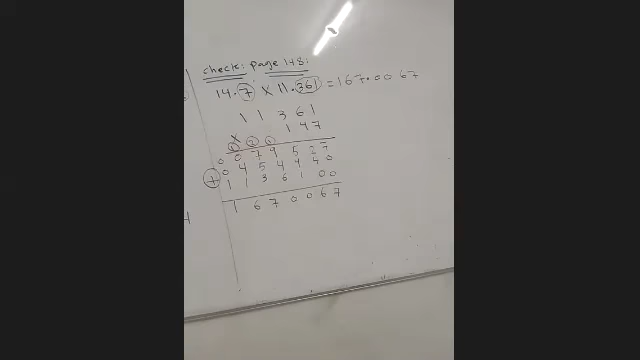 check: page 148:
14.7 x 11.361 = 167.0067
1 1 3 6 1
x 1 4 7
0 0 7 9 5 2 7
0 4 5 4 4 4 0
+ 1 1 3 6 1 0 0
1 6 7 0 0 6 7